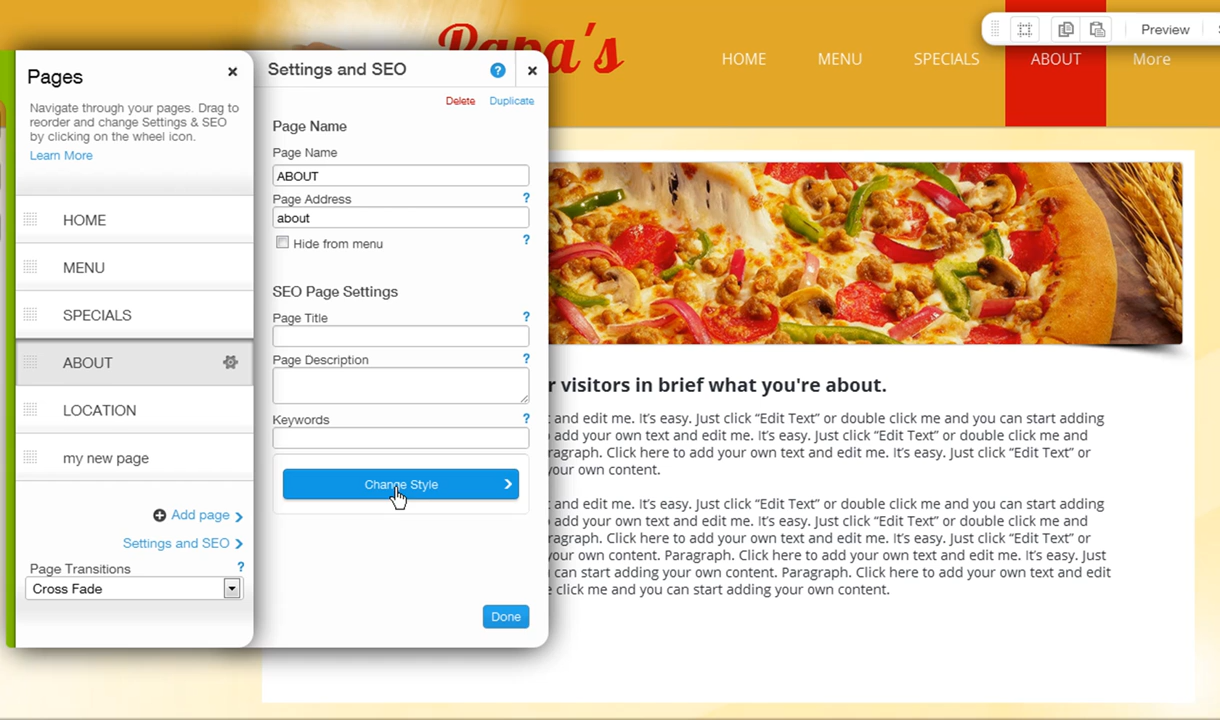 Papa's
HOME
MENU
SPECIALS
ABOUT
More
Preview
Pages
Navigate through your pages. Drag to
reorder and change Settings & SEO
by clicking on the wheel icon.
Learn More
HOME
MENU
SPECIALS
ABOUT
LOCATION
my new page
Add page
Settings and SEO
Page Transitions
?
Cross Fade
Settings and SEO
?
Delete Duplicate
Page Name
Page Name
ABOUT
Page Address ?
about
Hide from menu ?
SEO Page Settings
Page Title ?
Page Description ?
Keywords ?
Change Style
Done
visitors in brief what you're about.
and edit me. It's easy. Just click “Edit Text” or double click me and you can start adding
add your own text and edit me. It's easy. Just click “Edit Text” or double click me and
ragraph. Click here to add your own text and edit me. It's easy. Just click “Edit Text” or
your own content.
and edit me. It's easy. Just click “Edit Text” or double click me and you can start adding
add your own text and edit me. It's easy. Just click “Edit Text” or double click me and
ragraph. Click here to add your own text and edit me. It's easy. Just click “Edit Text” or
your own content. Paragraph. Click here to add your own text and edit me. It's easy. Just
can start adding your own content. Paragraph. Click here to add your own text and edit
click me and you can start adding your own content.